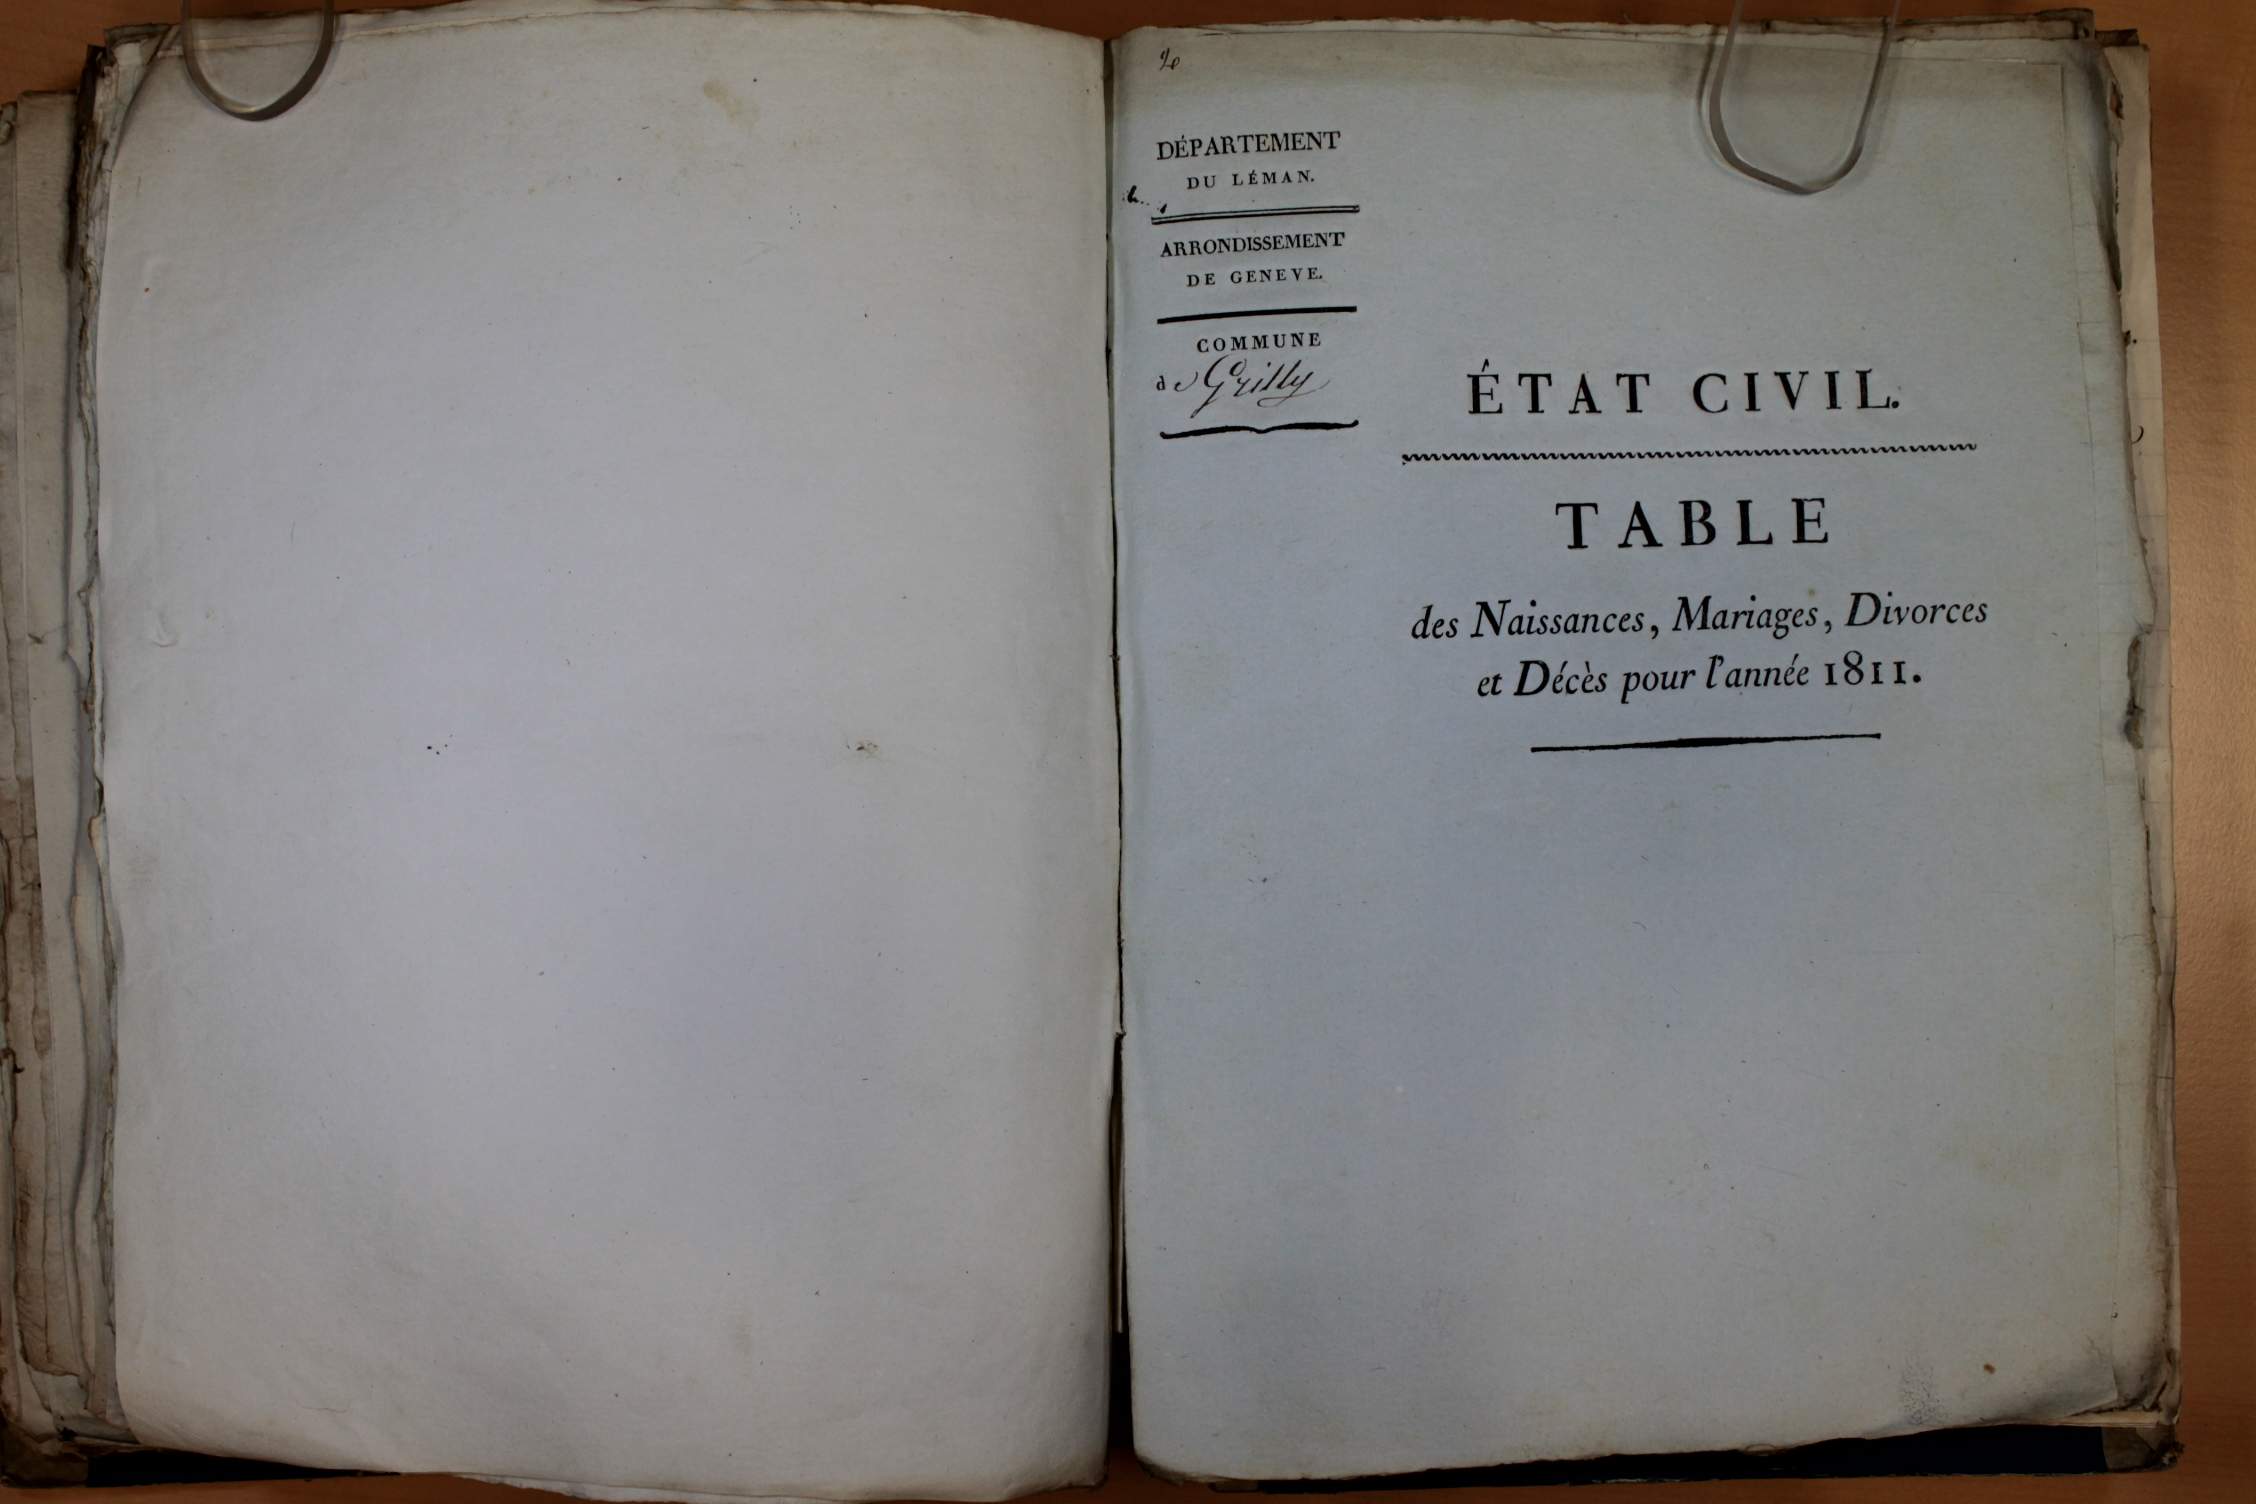 DÉPARTEMENT
DU LÉMAN.
ARRONDISSEMENT
DE GENEVE.
COMMUNE
de Grilly
ÉTAT CIVIL.
TABLE
des Naissances, Mariages, Divorces
et Décès pour l'année 1811.